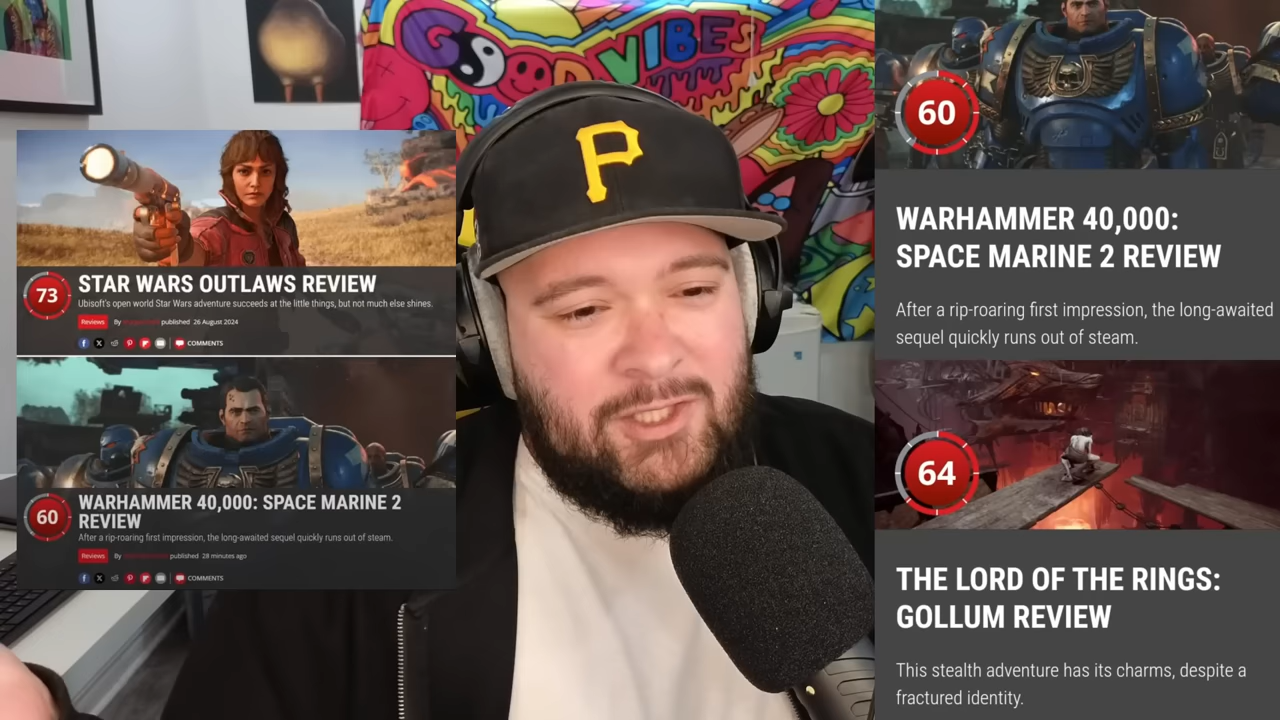 GOOD VIBES
P
73
STAR WARS OUTLAWS REVIEW
Ubisoft's open world Star Wars adventure succeeds at the little things, but not much else shines.
Reviews By published 26 August 2024
COMMENTS
60
WARHAMMER 40,000: SPACE MARINE 2
REVIEW
After a rip-roaring first impression, the long-awaited sequel quickly runs out of steam.
Reviews By published 28 minutes ago
COMMENTS
60
WARHAMMER 40,000:
SPACE MARINE 2 REVIEW
After a rip-roaring first impression, the long-awaited
sequel quickly runs out of steam.
64
THE LORD OF THE RINGS:
GOLLUM REVIEW
This stealth adventure has its charms, despite a
fractured identity.